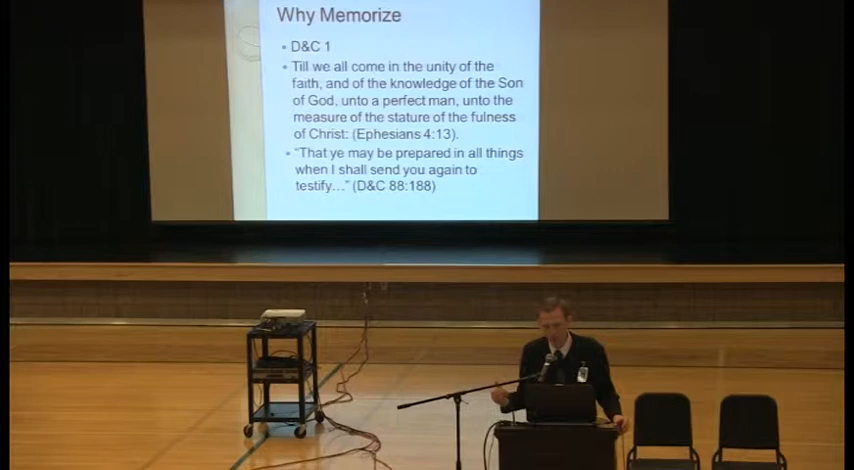 Why Memorize
• D&C 1
• Till we all come in the unity of the
faith, and of the knowledge of the Son
of God, unto a perfect man, unto the
measure of the stature of the fulness
of Christ: (Ephesians 4:13).
• "That ye may be prepared in all things
when I shall send you again to
testify…" (D&C 88:188)